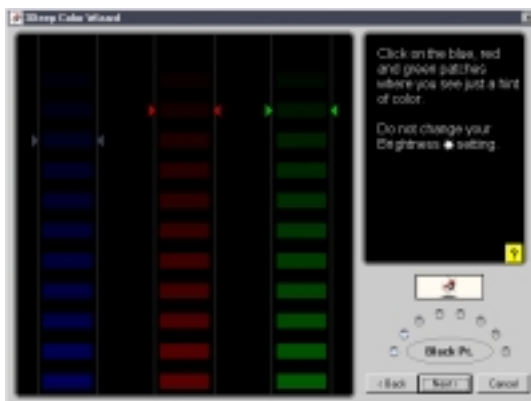 Color Wizard
Click on the blue, red
and green patches
where you see just a hint
of color.
Do not change your
Brightness setting.
?
Black Pt.
< Back
Next >
Cancel